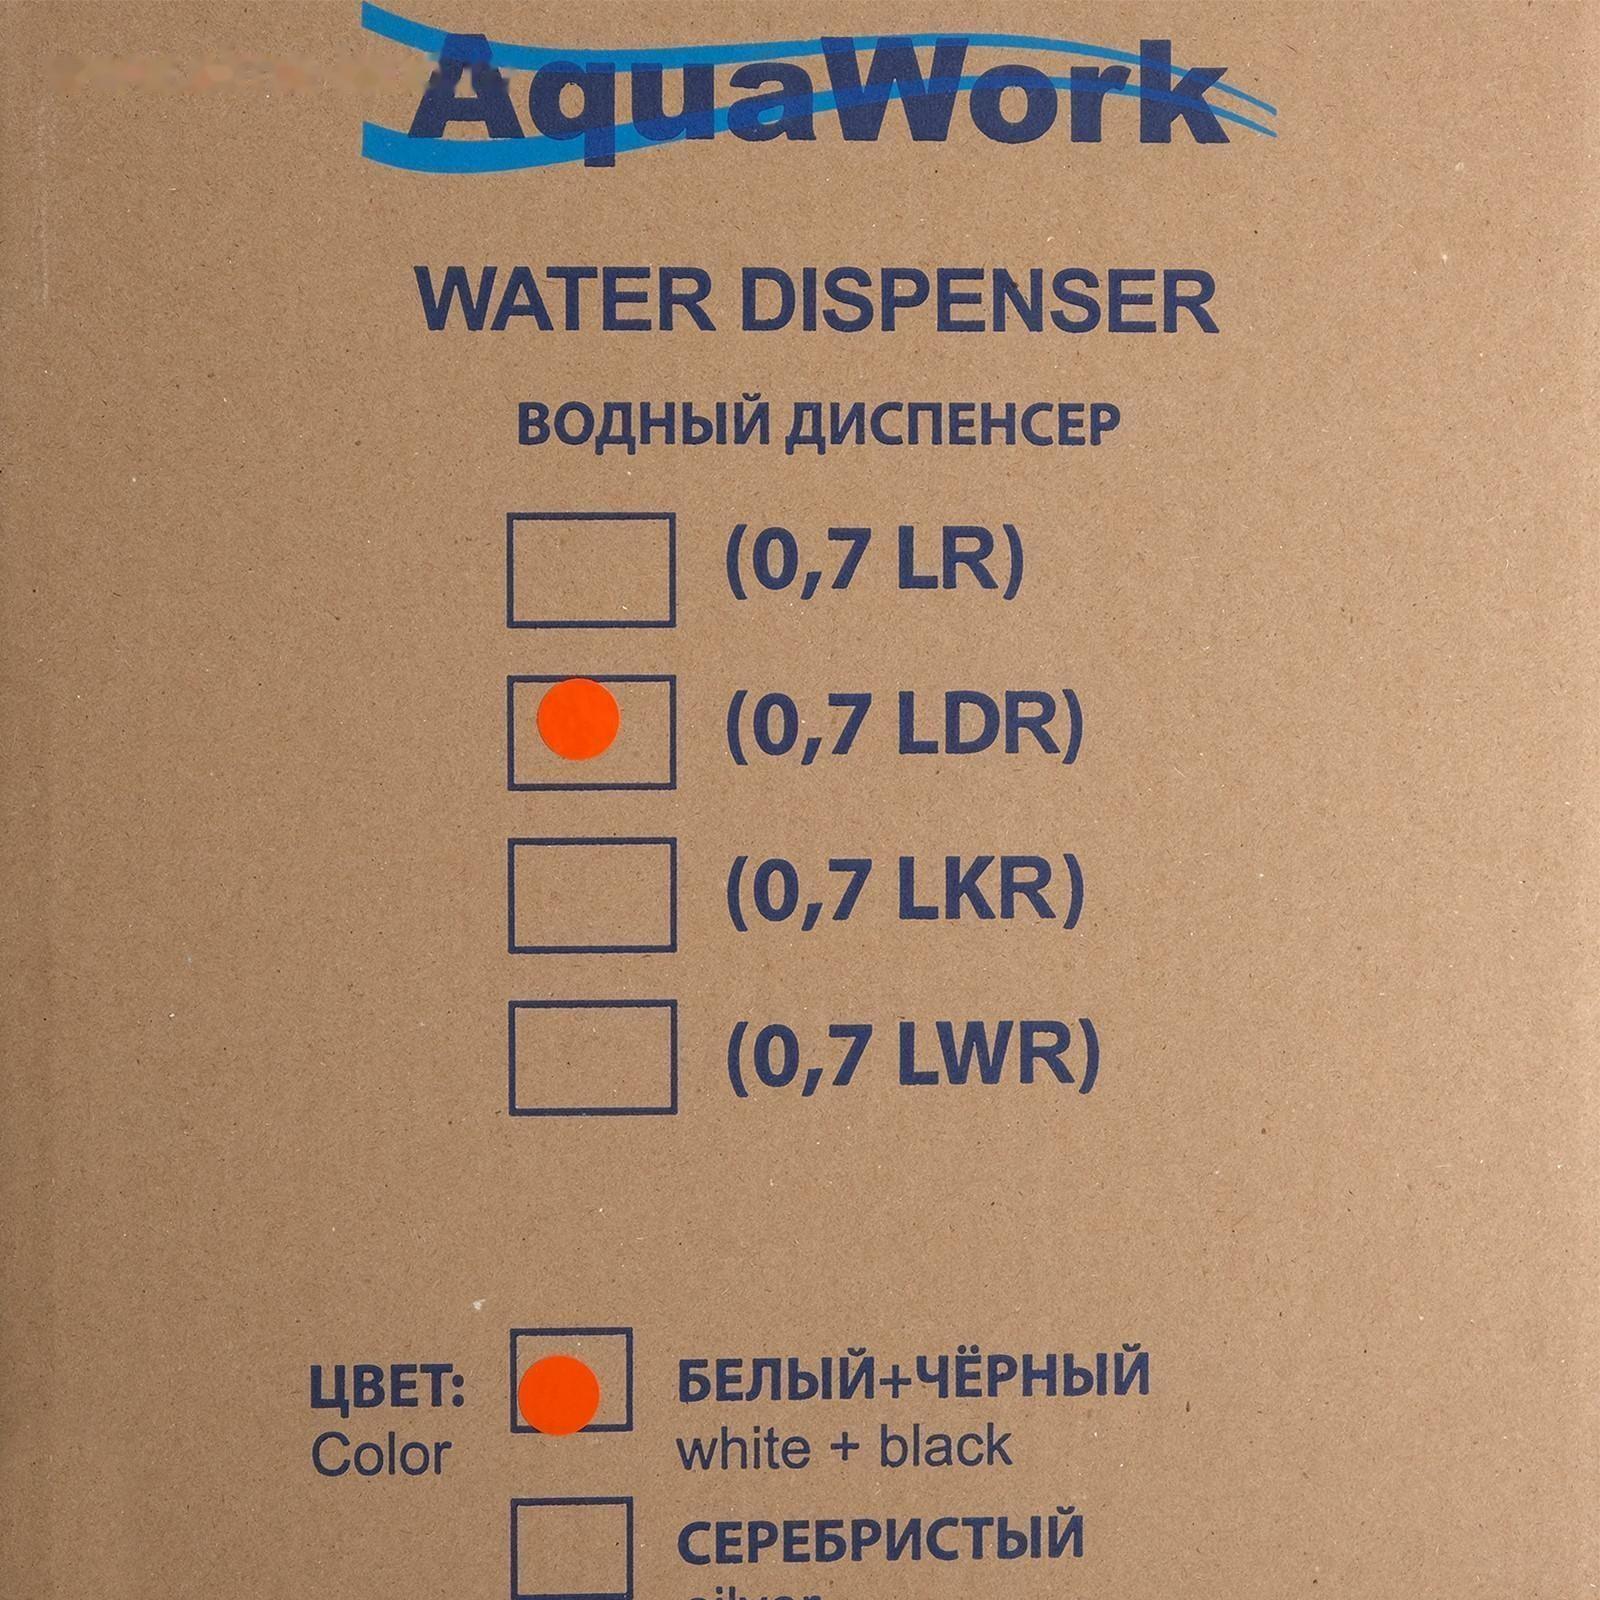 AquaWork
WATER DISPENSER
ВОДНЫЙ ДИСПЕНСЕР
(0,7 LR)
(0,7 LDR)
(0,7 LKR)
(0,7 LWR)
ЦВЕТ: БЕЛЫЙ+ЧЁРНЫЙ
Color white + black
СЕРЕБРИСТЫЙ
silver